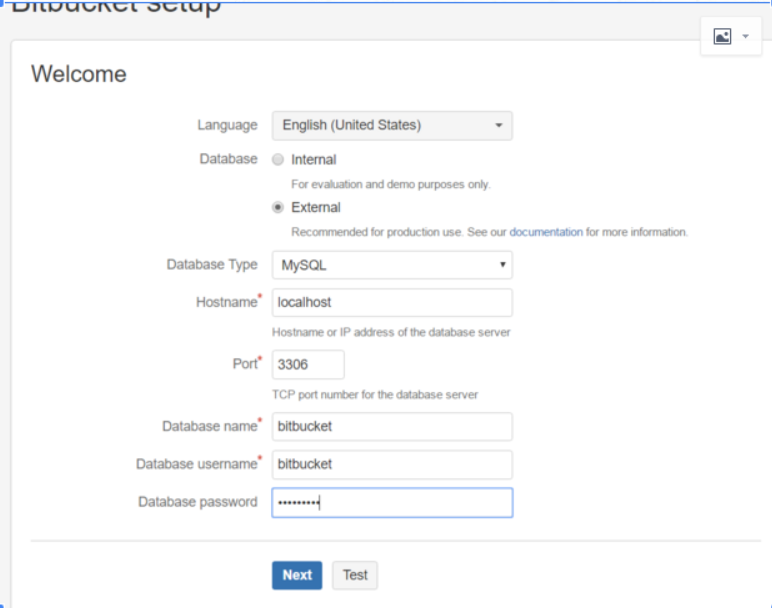 Bitbucket setup
Welcome
Language English (United States)
Database Internal
For evaluation and demo purposes only.
External
Recommended for production use. See our documentation for more information.
Database Type MySQL
Hostname* localhost
Hostname or IP address of the database server
Port* 3306
TCP port number for the database server
Database name* bitbucket
Database username* bitbucket
Database password •••••••••
Next Test